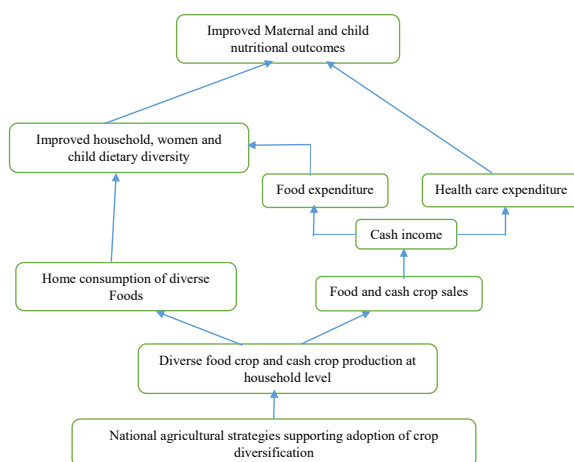 Improved Maternal and child
nutritional outcomes
Improved household, women and
child dietary diversity
Food expenditure
Health care expenditure
Cash income
Home consumption of diverse
Foods
Food and cash crop sales
Diverse food crop and cash crop production at
household level
National agricultural strategies supporting adoption of crop
diversification